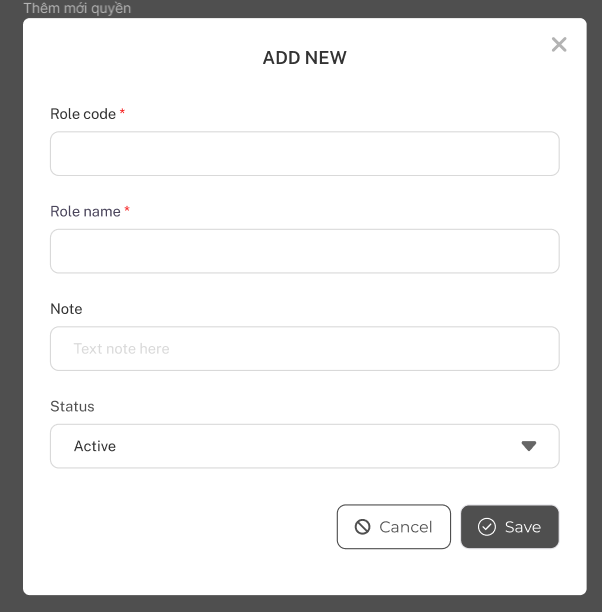 Thêm mới quyền
ADD NEW
Role code *
Role name *
Note
Text note here
Status
Active
Cancel
Save